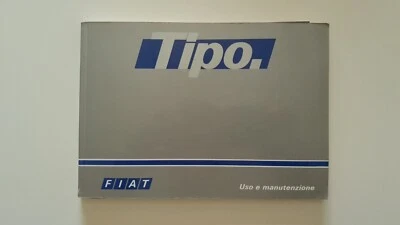 Tipo.
FIAT
Uso e manutenzione